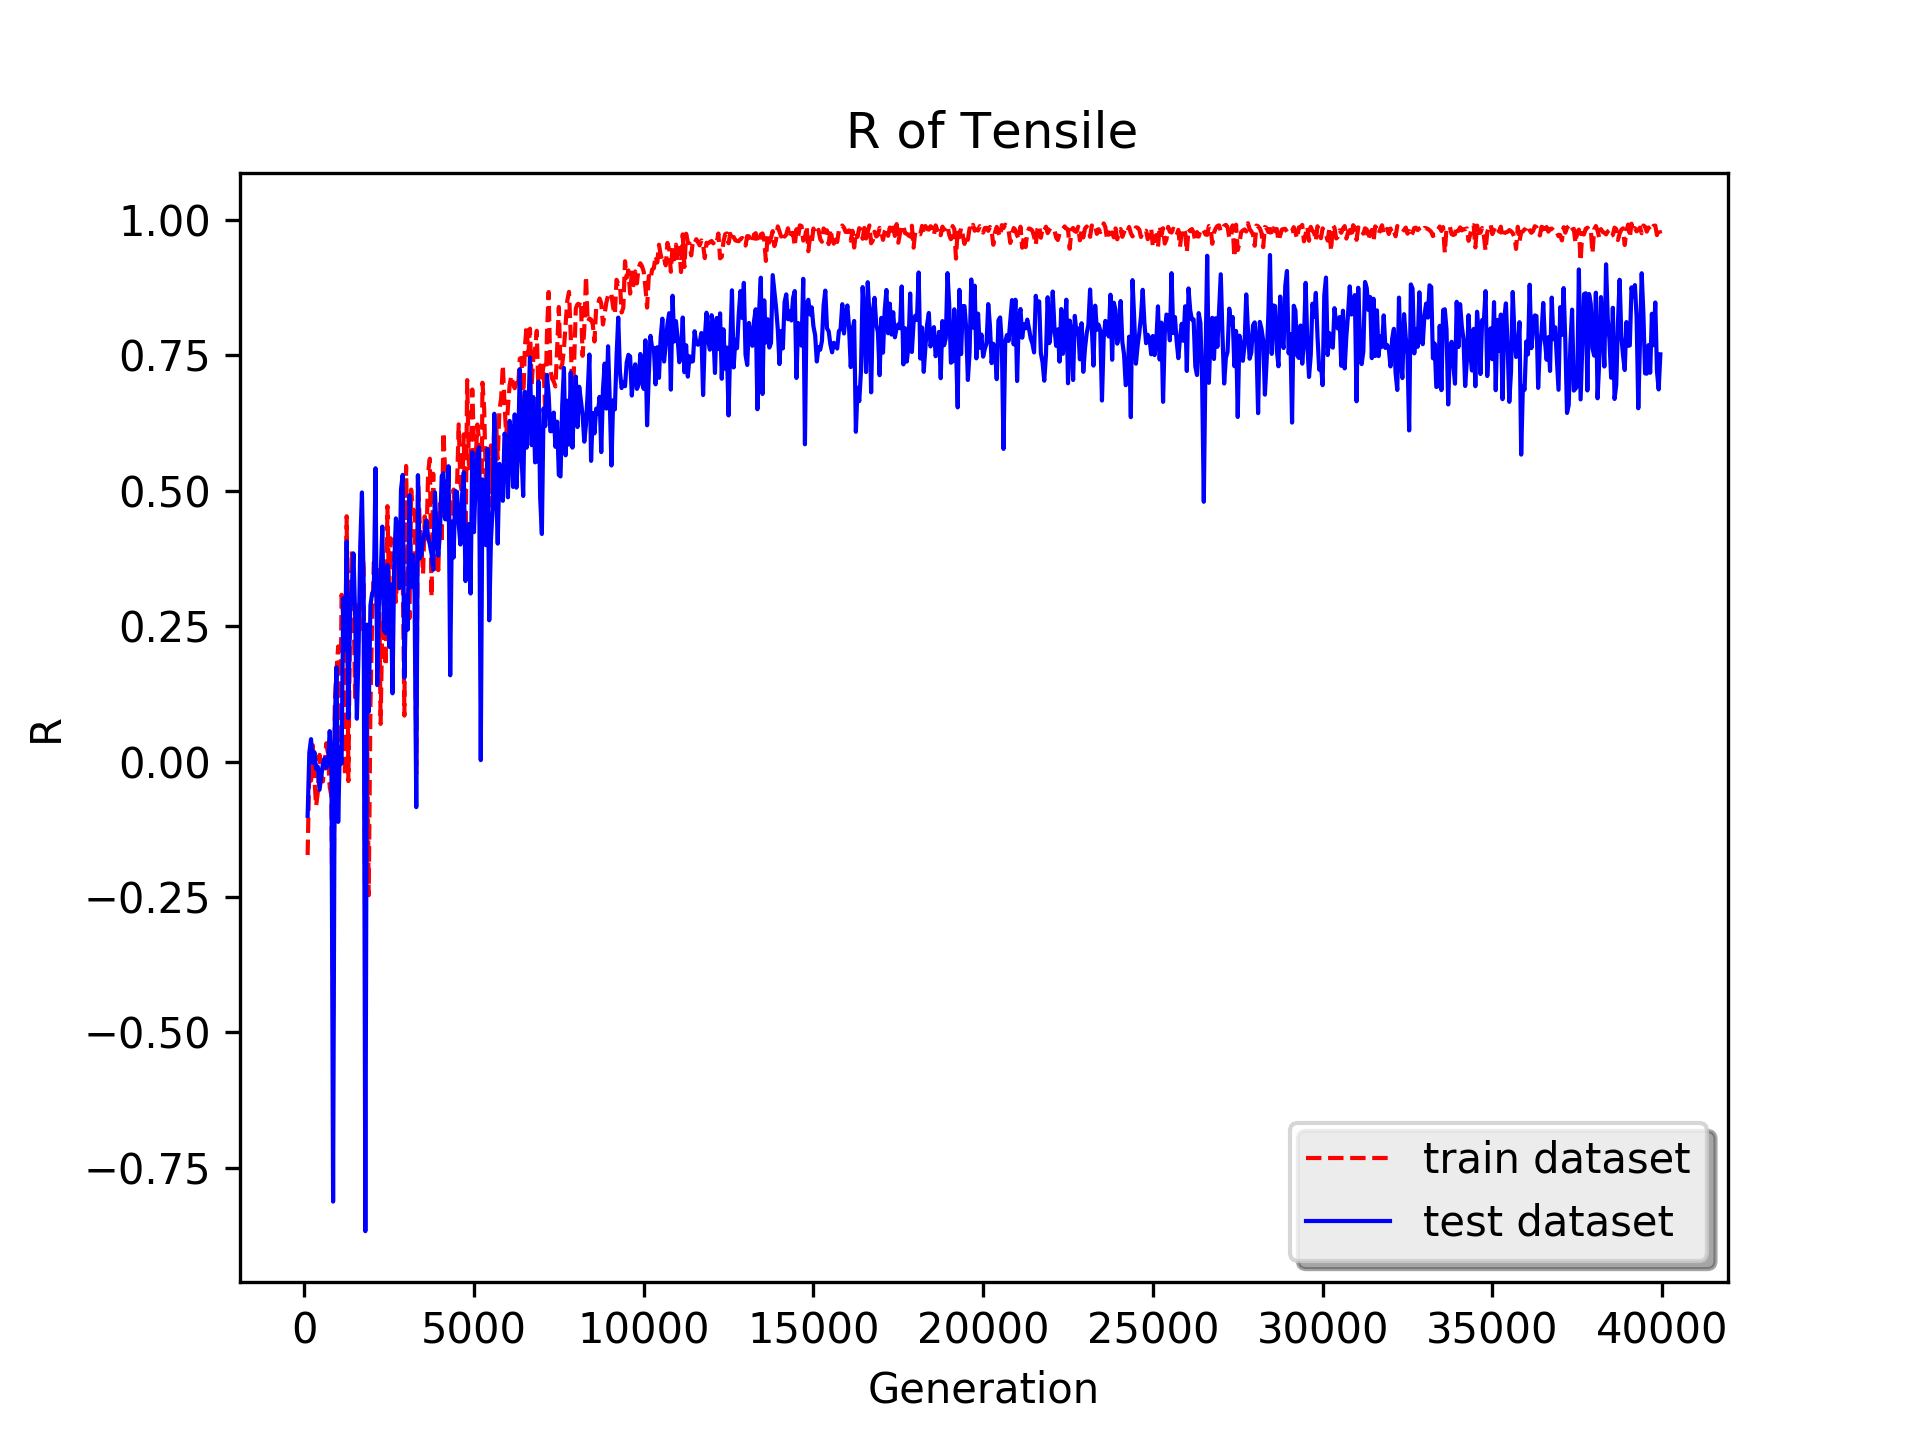 R of Tensile
1.00
0.75
0.50
0.25
0.00
−0.25
−0.50
−0.75
R
0 5000 10000 15000 20000 25000 30000 35000 40000
Generation
train dataset
test dataset